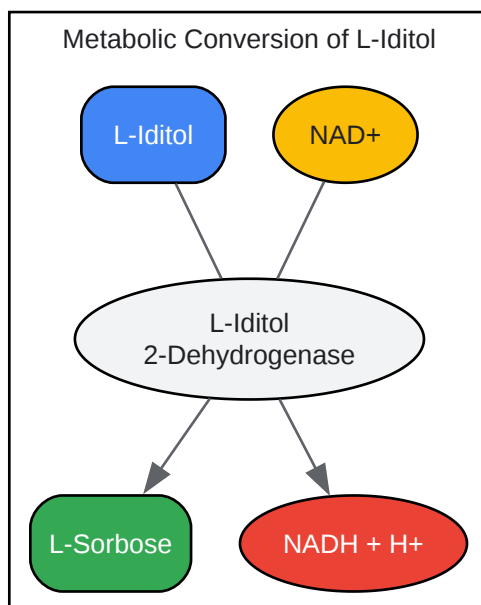 Metabolic Conversion of L-Iditol
L-Iditol
NAD+
L-Iditol
2-Dehydrogenase
L-Sorbose
NADH + H+